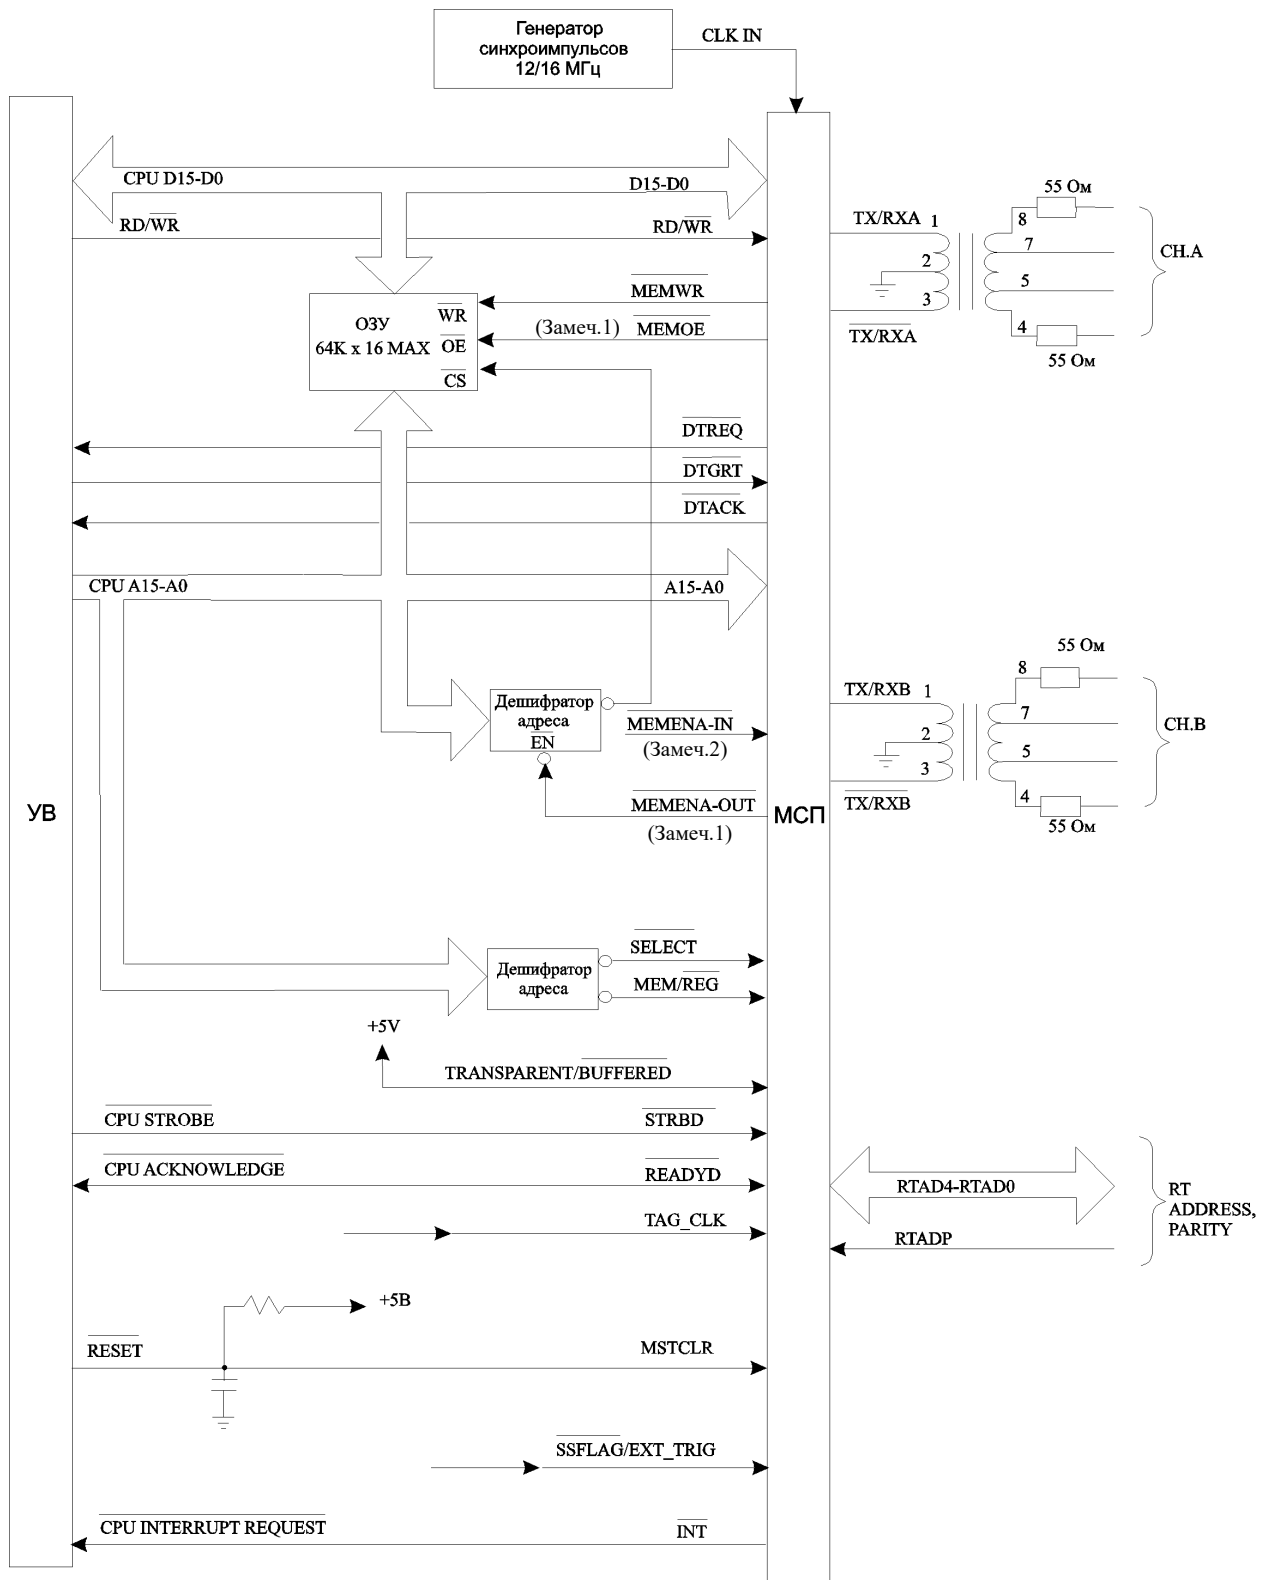 Генератор
синхроимпульсов
12/16 МГц
CLK IN
CPU D15-D0
D15-D0
RD/WR
RD/WR
ОЗУ
64K x 16 MAX
WR
OE
CS
MEMWR
(Замеч.1)
MEMOE
DTREQ
DTGRT
DTACK
CPU A15-A0
A15-A0
Дешифратор
адреса
EN
MEMENA-IN
(Замеч.2)
MEMENA-OUT
(Замеч.1)
УВ
МСП
Дешифратор
адреса
SELECT
MEM/REG
+5V
TRANSPARENT/BUFFERED
CPU STROBE
STRBD
CPU ACKNOWLEDGE
READYD
TAG_CLK
+5В
RESET
MSTCLR
SSFLAG/EXT_TRIG
CPU INTERRUPT REQUEST
INT
TX/RXA
1
2
3
TX/RXA
8
7
5
4
55 Ом
55 Ом
CH.A
TX/RXB
1
2
3
TX/RXB
8
7
5
4
55 Ом
55 Ом
CH.B
RTAD4-RTAD0
RTADP
RT
ADDRESS,
PARITY